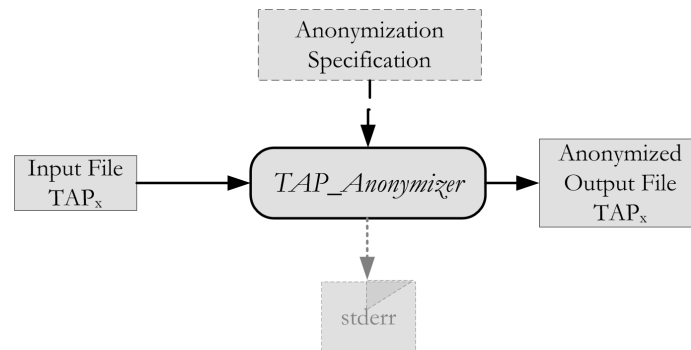 Anonymization
Specification
Input File
TAPₓ
TAP_Anonymizer
Anonymized
Output File
TAPₓ
stderr